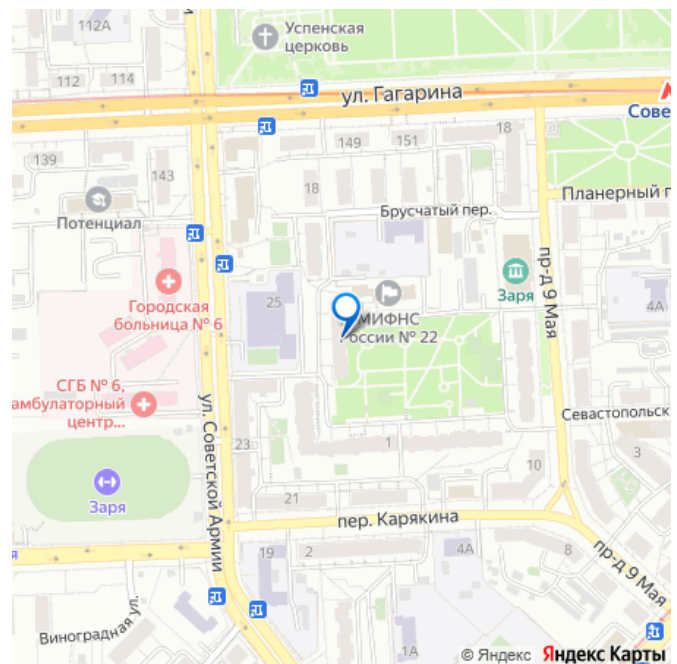 112А
Успенская
церковь
112
114
ул. Гагарина
Сове
149
151
18
139
143
18
Планерный п
Брусчатый пер.
Потенциал
пр-д 9 Мая
Городская
больница № 6
25
МИФНС
России № 22
Заря
4А
СГБ № 6,
амбулаторный
центр...
ул. Советской Армии
Севастопольск
23
1
3
10
Заря
21
пер. Карякина
я
19
2
4А
8
пр-д 9 Мая
Виноградная ул.
1А
© Яндекс Яндекс Карты